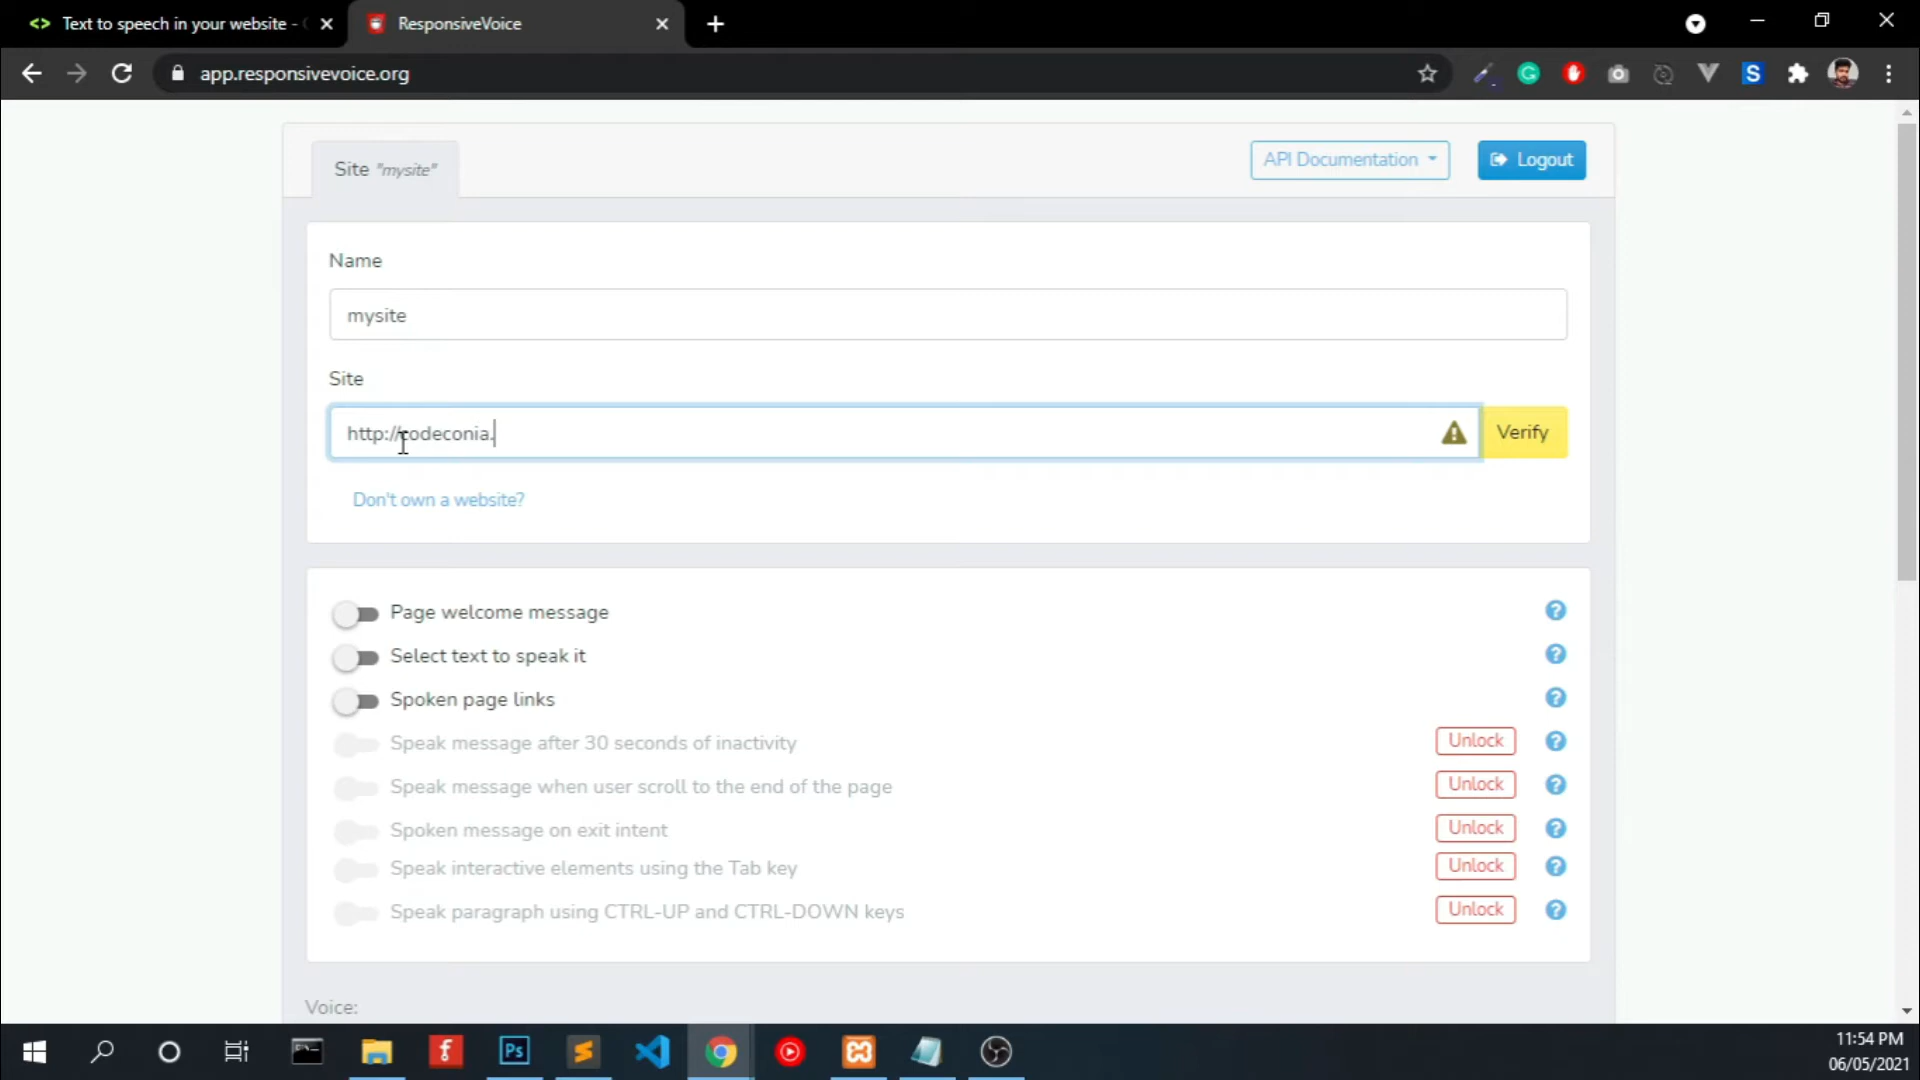 Text to speech in your website -
ResponsiveVoice
app.responsivevoice.org
Site "mysite"
API Documentation
Logout
Name
mysite
Site
http://codeconia.
Verify
Don't own a website?
Page welcome message
Select text to speak it
Spoken page links
Speak message after 30 seconds of inactivity
Unlock
Speak message when user scroll to the end of the page
Unlock
Spoken message on exit intent
Unlock
Speak interactive elements using the Tab key
Unlock
Speak paragraph using CTRL-UP and CTRL-DOWN keys
Unlock
Voice:
Ps
11:54 PM
06/05/2021